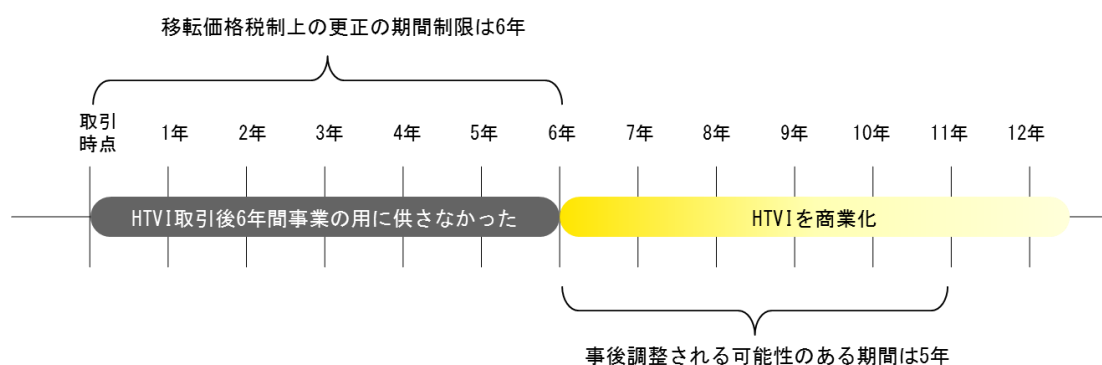 移転価格税制上の更正の期間制限は6年
取引
時点
1年
2年
3年
4年
5年
6年
7年
8年
9年
10年
11年
12年
HTVI取引後6年間事業の用に供さなかった
HTVIを商業化
事後調整される可能性のある期間は5年